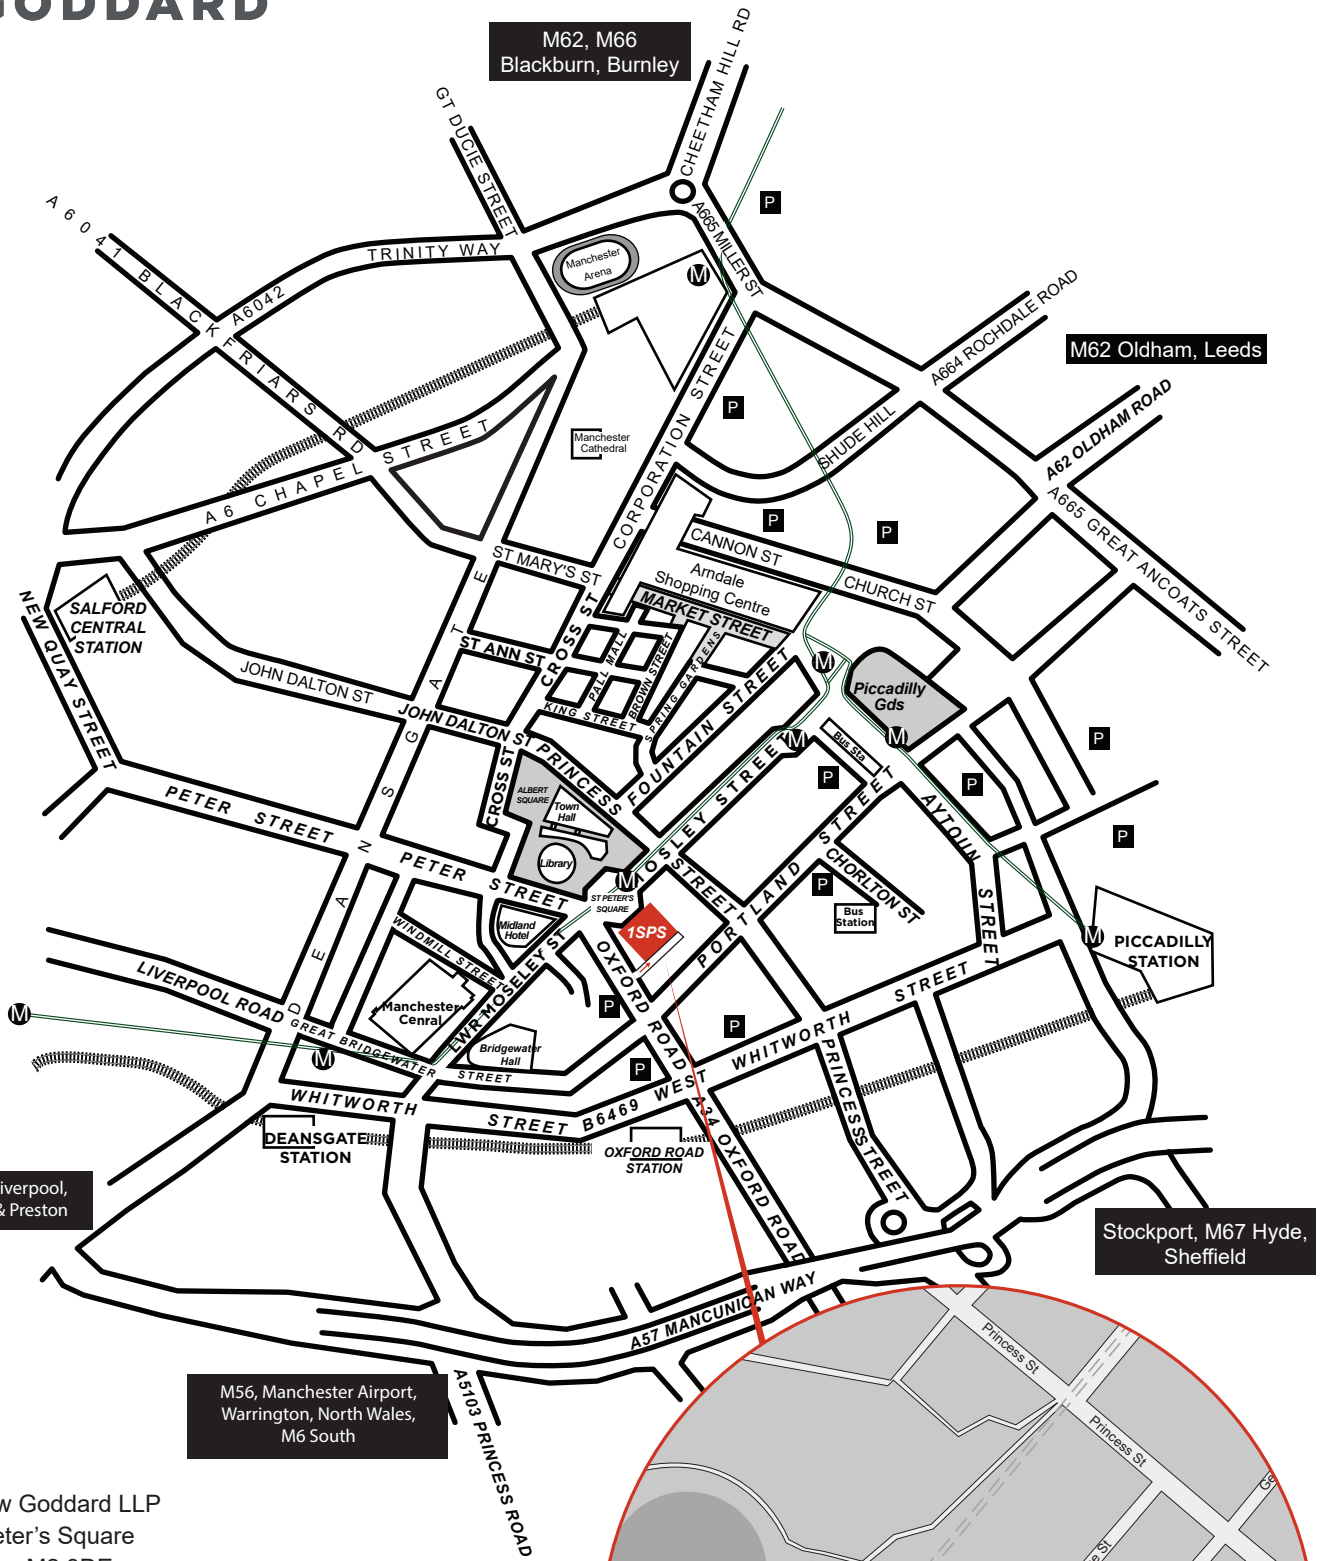 GODDARD
M62, M66
Blackburn, Burnley
CHEETHAM HILL RD
GT DUCIE STREET
A6041 BLACKFRIARS RD
TRINITY WAY
A6042
Manchester
Arena
M
P
A665 MILLER ST
A664 ROCHDALE ROAD
M62 Oldham, Leeds
A62 OLDHAM ROAD
A665 GREAT ANCOATS STREET
SHUDE HILL
P
CORPORATION STREET
Manchester
Cathedral
A6 CHAPEL STREET
P
P
CANNON ST
CHURCH ST
Arndale
Shopping Centre
MARKET STREET
ST MARY'S ST
ST ANN ST
CROSS ST
PALL MALL
BROWN STREET
SPRING GARDENS
KING STREET
FOUNTAIN STREET
SALFORD
CENTRAL
STATION
NEW QUAY STREET
JOHN DALTON ST
JOHN DALTON ST
PRINCESS
STREET
CROSS ST
DEANSGATE
M
Piccadilly
Gds
M
M
Bus Sta
P
P
P
P
MOSLEY STREET
ALBERT
SQUARE
Town
Hall
Library
M
ST PETER'S
SQUARE
1SPS
PETER STREET
PETER STREET
Midland
Hotel
WINDMILL STREET
LWR MOSELEY ST
Manchester
Cenral
Bridgewater
Hall
PORTLAND STREET
CHORLTON ST
P
Bus
Station
AYTOUN
STREET
M
PICCADILLY
STATION
LIVERPOOL ROAD
GREAT BRIDGEWATER STREET
M
M
P
P
P
OXFORD ROAD
WHITWORTH STREET
WHITWORTH STREET B6469 WEST
PRINCESS STREET
DEANSGATE
STATION
OXFORD ROAD
STATION
A34 OXFORD ROAD
iverpool,
& Preston
Stockport, M67 Hyde,
Sheffield
A57 MANCUNICAN WAY
M56, Manchester Airport,
Warrington, North Wales,
M6 South
A5103 PRINCESS ROAD
Princess St
Princess St
Ge
e St
w Goddard LLP
eter's Square